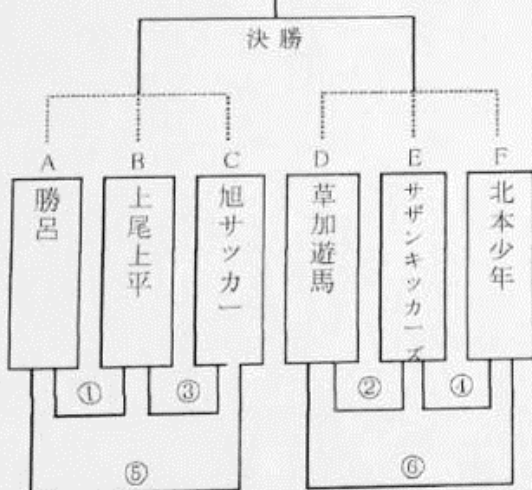 決勝
A B C D E F
勝呂
上尾上平
旭サッカー
草加遊馬
サザンキッカーズ
北本少年
① ③ ② ④
⑤ ⑥